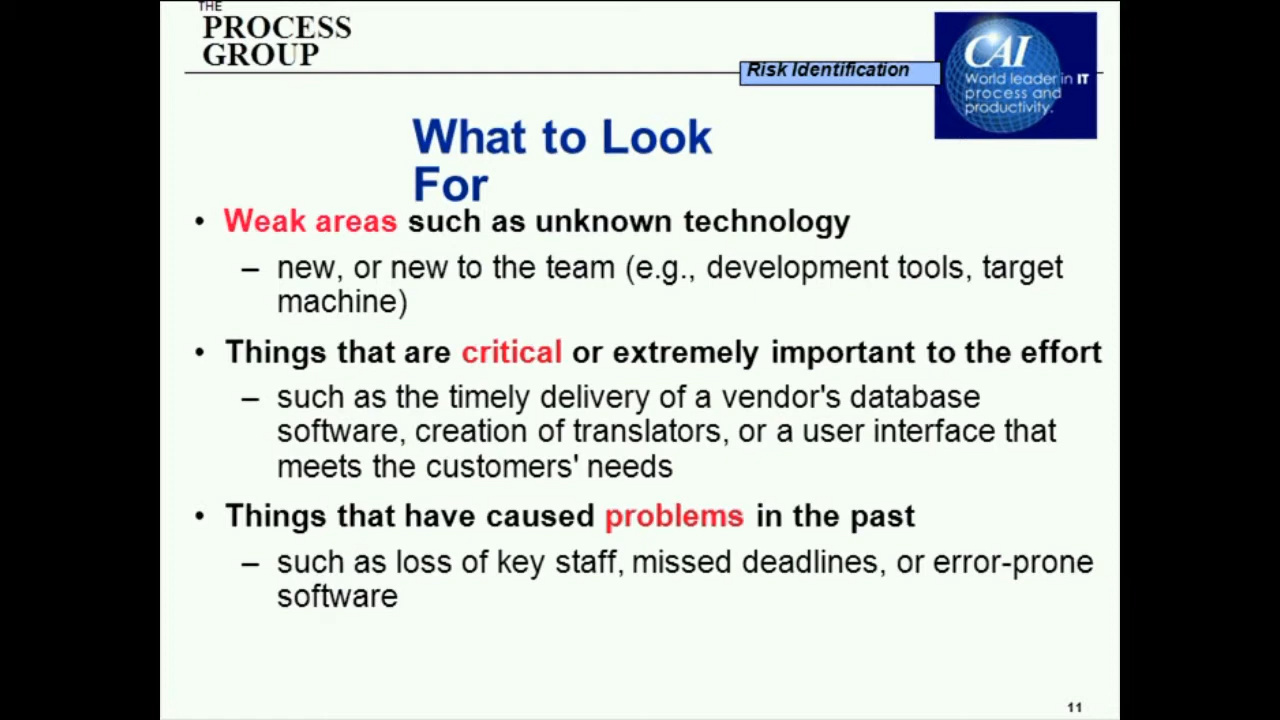 THE
PROCESS
GROUP
Risk Identification
CAI
World leader in IT
process and
productivity.
What to Look
For
• Weak areas such as unknown technology
– new, or new to the team (e.g., development tools, target
machine)
• Things that are critical or extremely important to the effort
– such as the timely delivery of a vendor's database
software, creation of translators, or a user interface that
meets the customers' needs
• Things that have caused problems in the past
– such as loss of key staff, missed deadlines, or error-prone
software
11